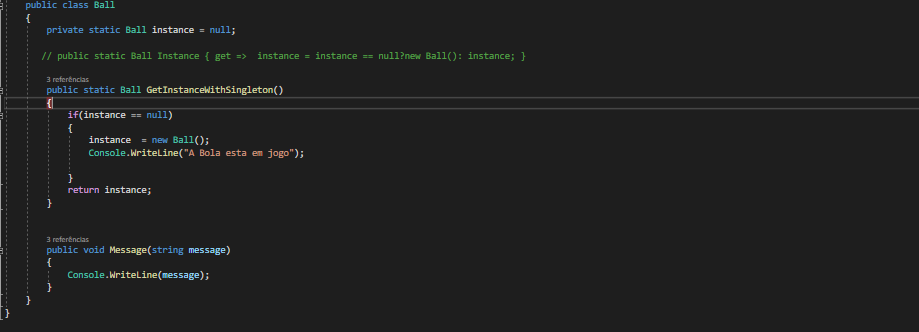 public class Ball
{
private static Ball instance = null;
// public static Ball Instance { get =>  instance = instance == null?new Ball(): instance; }
3 referências
public static Ball GetInstanceWithSingleton()
{
if(instance == null)
{
instance  = new Ball();
Console.WriteLine("A Bola esta em jogo");
}
return instance;
}
3 referências
public void Message(string message)
{
Console.WriteLine(message);
}
}
}